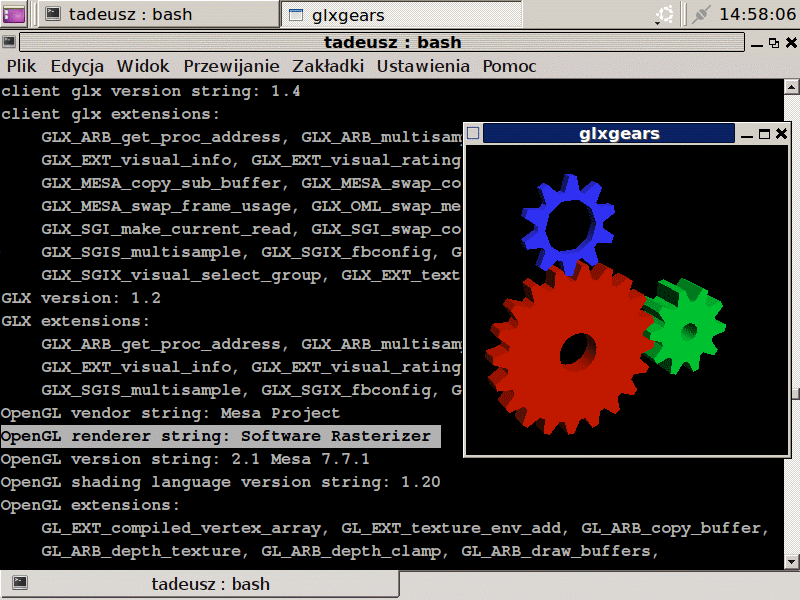 tadeusz : bash
glxgears
14:58:06
tadeusz : bash
Plik Edycja Widok Przewijanie Zakładki Ustawienia Pomoc
client glx version string: 1.4
client glx extensions:
GLX_ARB_get_proc_address, GLX_ARB_multisam
GLX_EXT_visual_info, GLX_EXT_visual_rating
GLX_MESA_copy_sub_buffer, GLX_MESA_swap_co
GLX_MESA_swap_frame_usage, GLX_OML_swap_me
GLX_SGI_make_current_read, GLX_SGI_swap_co
GLX_SGIS_multisample, GLX_SGIX_fbconfig, G
GLX_SGIX_visual_select_group, GLX_EXT_text
GLX version: 1.2
GLX extensions:
GLX_ARB_get_proc_address, GLX_ARB_multisam
GLX_EXT_visual_info, GLX_EXT_visual_rating
GLX_SGIS_multisample, GLX_SGIX_fbconfig, G
OpenGL vendor string: Mesa Project
OpenGL renderer string: Software Rasterizer
OpenGL version string: 2.1 Mesa 7.7.1
OpenGL shading language version string: 1.20
OpenGL extensions:
GL_EXT_compiled_vertex_array, GL_EXT_texture_env_add, GL_ARB_copy_buffer,
GL_ARB_depth_texture, GL_ARB_depth_clamp, GL_ARB_draw_buffers,
glxgears
tadeusz : bash